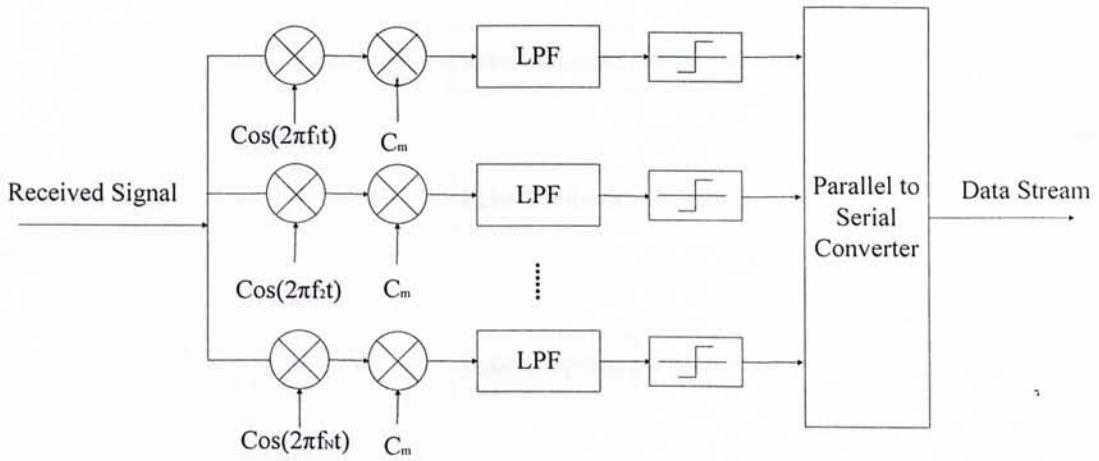 LPF
Cos(2πf₁t)
Cₘ
LPF
Received Signal
Cos(2πf₂t)
Cₘ
Parallel to
Serial
Converter
Data Stream
LPF
Cos(2πfₙt)
Cₘ